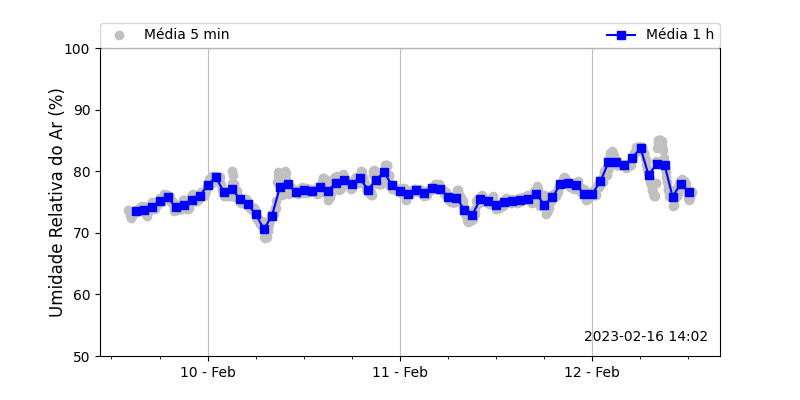 Média 5 min
Média 1 h
Umidade Relativa do Ar (%)
100
90
80
70
60
50
2023-02-16 14:02
10 - Feb
11 - Feb
12 - Feb